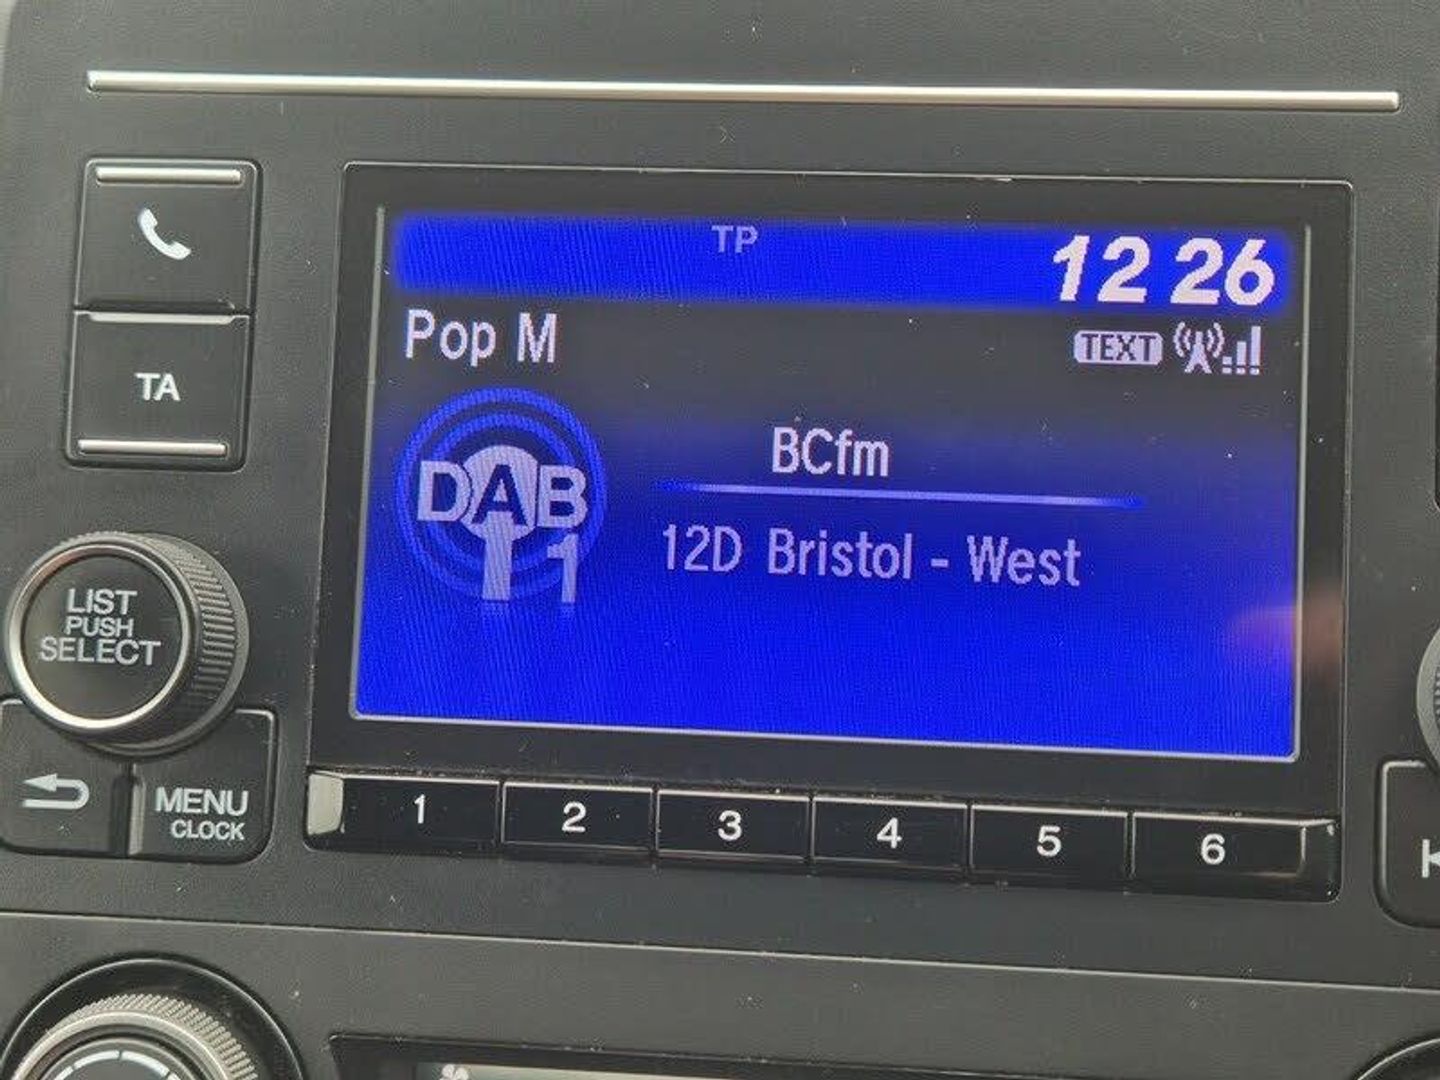 TP
12 26
Pop M
TEXT
BCfm
DAB
1
12D Bristol - West
TA
LIST
PUSH
SELECT
MENU
CLOCK
1 2 3 4 5 6